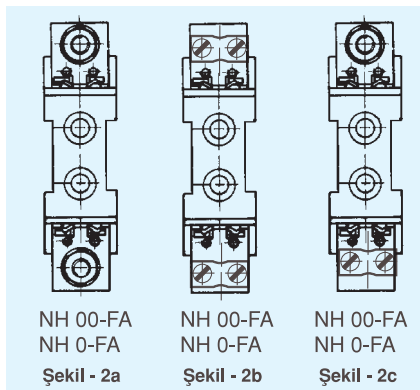 NH 00-FA NH 00-FA NH 00-FA
NH 0-FA NH 0-FA NH 0-FA
Şekil - 2a Şekil - 2b Şekil - 2c